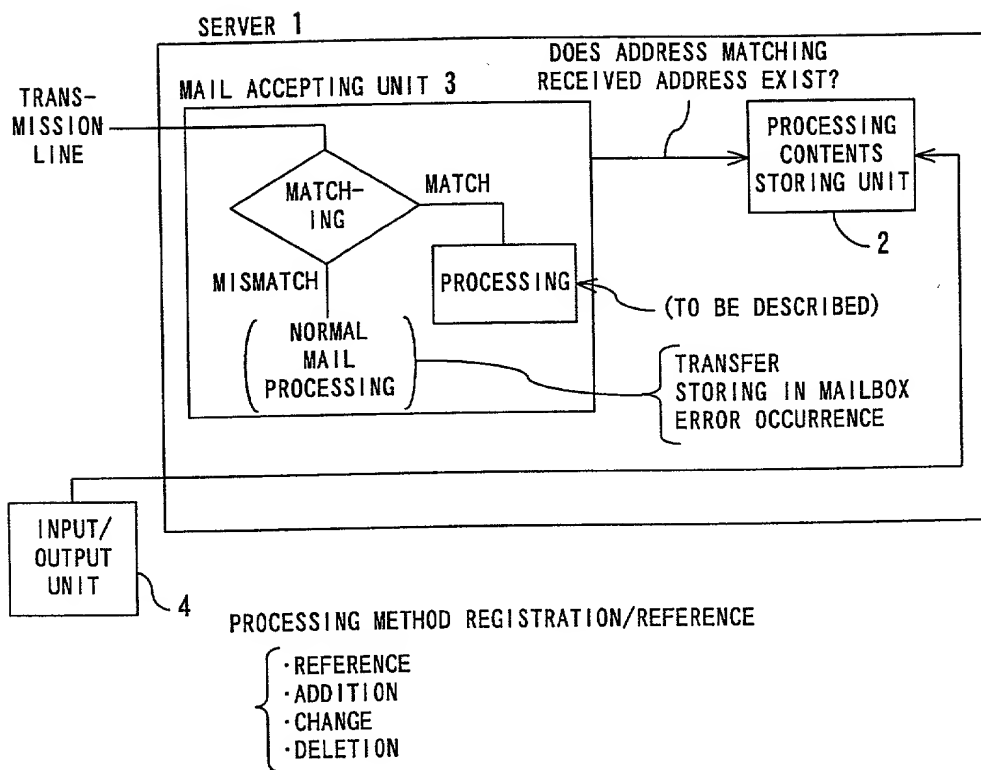 SERVER 1
DOES ADDRESS MATCHING
RECEIVED ADDRESS EXIST?
MAIL ACCEPTING UNIT 3
TRANS-
MISSION
LINE
PROCESSING
CONTENTS
STORING UNIT
2
MATCH-
ING
MATCH
MISMATCH
PROCESSING
(TO BE DESCRIBED)
NORMAL
MAIL
PROCESSING
TRANSFER
STORING IN MAILBOX
ERROR OCCURRENCE
INPUT/
OUTPUT
UNIT
4
PROCESSING METHOD REGISTRATION/REFERENCE
·REFERENCE
·ADDITION
·CHANGE
·DELETION